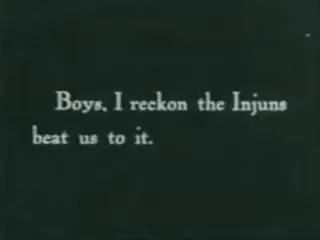 Boys, I reckon the Injuns
beat us to it.